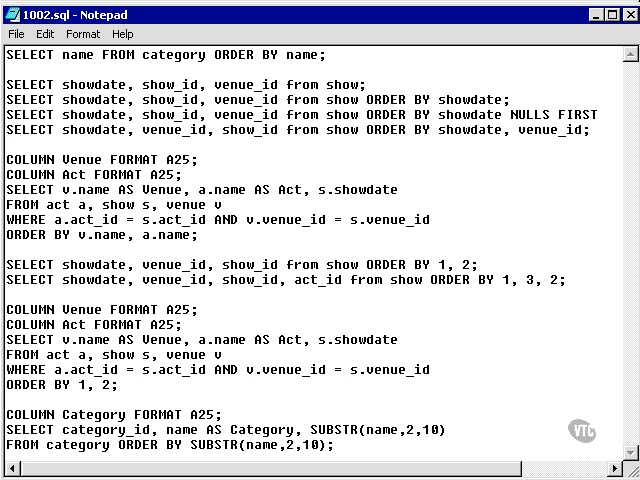 1002.sql - Notepad
File Edit Format Help
SELECT name FROM category ORDER BY name;
SELECT showdate, show_id, venue_id from show;
SELECT showdate, show_id, venue_id from show ORDER BY showdate;
SELECT showdate, show_id, venue_id from show ORDER BY showdate NULLS FIRST
SELECT showdate, venue_id, show_id from show ORDER BY showdate, venue_id;
COLUMN Venue FORMAT A25;
COLUMN Act FORMAT A25;
SELECT v.name AS Venue, a.name AS Act, s.showdate
FROM act a, show s, venue v
WHERE a.act_id = s.act_id AND v.venue_id = s.venue_id
ORDER BY v.name, a.name;
SELECT showdate, venue_id, show_id from show ORDER BY 1, 2;
SELECT showdate, venue_id, show_id, act_id from show ORDER BY 1, 3, 2;
COLUMN Venue FORMAT A25;
COLUMN Act FORMAT A25;
SELECT v.name AS Venue, a.name AS Act, s.showdate
FROM act a, show s, venue v
WHERE a.act_id = s.act_id AND v.venue_id = s.venue_id
ORDER BY 1, 2;
COLUMN Category FORMAT A25;
SELECT category_id, name AS Category, SUBSTR(name,2,10)
FROM category ORDER BY SUBSTR(name,2,10);
VTC